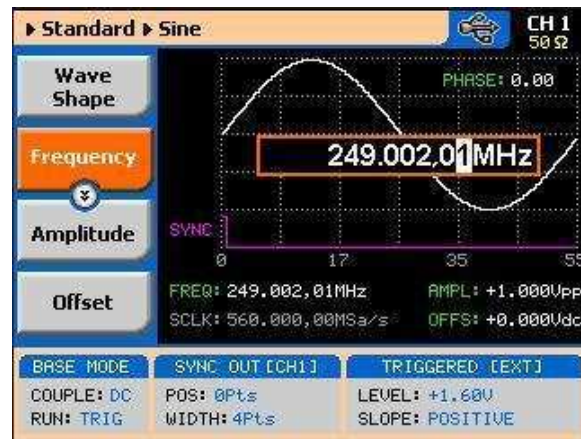 Standard Sine
CH 1
50 Ω
Wave
Shape
PHASE: 0.00
Frequency
249.002,01MHz
Amplitude
SYNC
0 17 35 55
Offset
FREQ: 249.002,01MHz AMPL: +1.000Vpp
SCLK: 560.000,00MSa/s OFFS: +0.000Vdc
BASE MODE SYNC OUT [CH1] TRIGGERED [EXT]
COUPLE: DC POS: 0Pts LEVEL: +1.60V
RUN: TRIG WIDTH: 4Pts SLOPE: POSITIVE